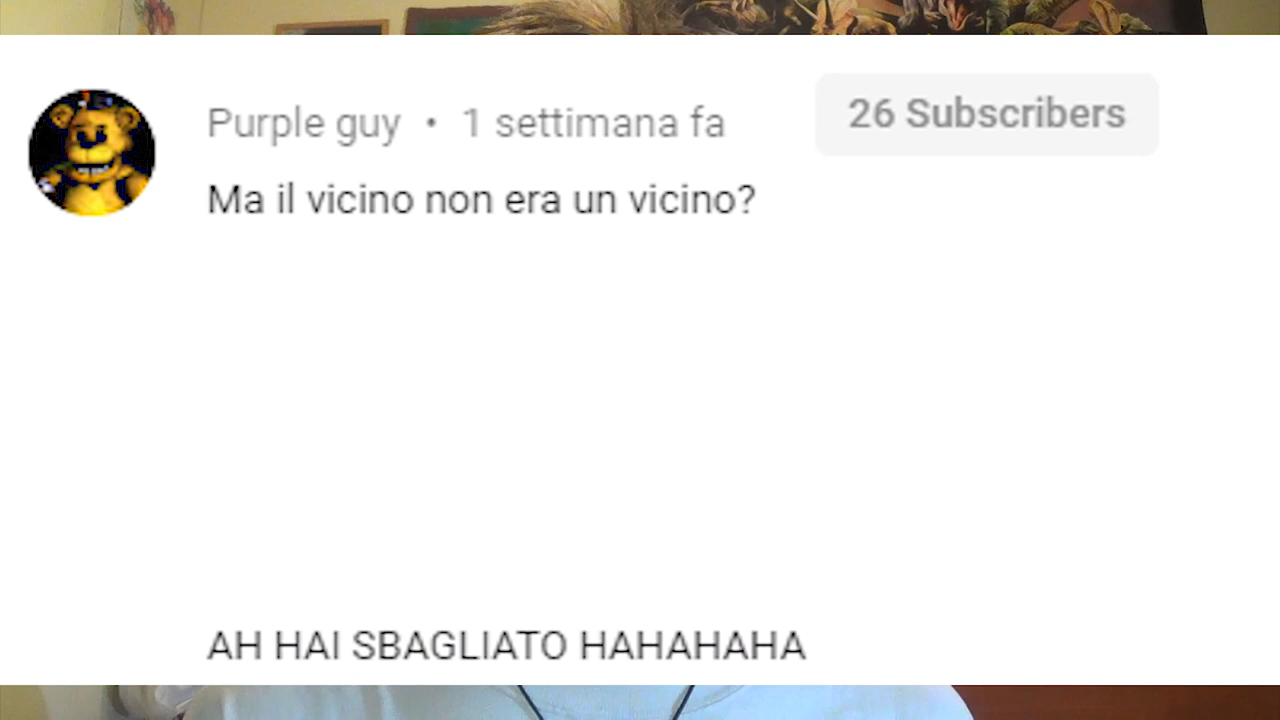 Purple guy • 1 settimana fa
26 Subscribers
Ma il vicino non era un vicino?
AH HAI SBAGLIATO HAHAHAHA